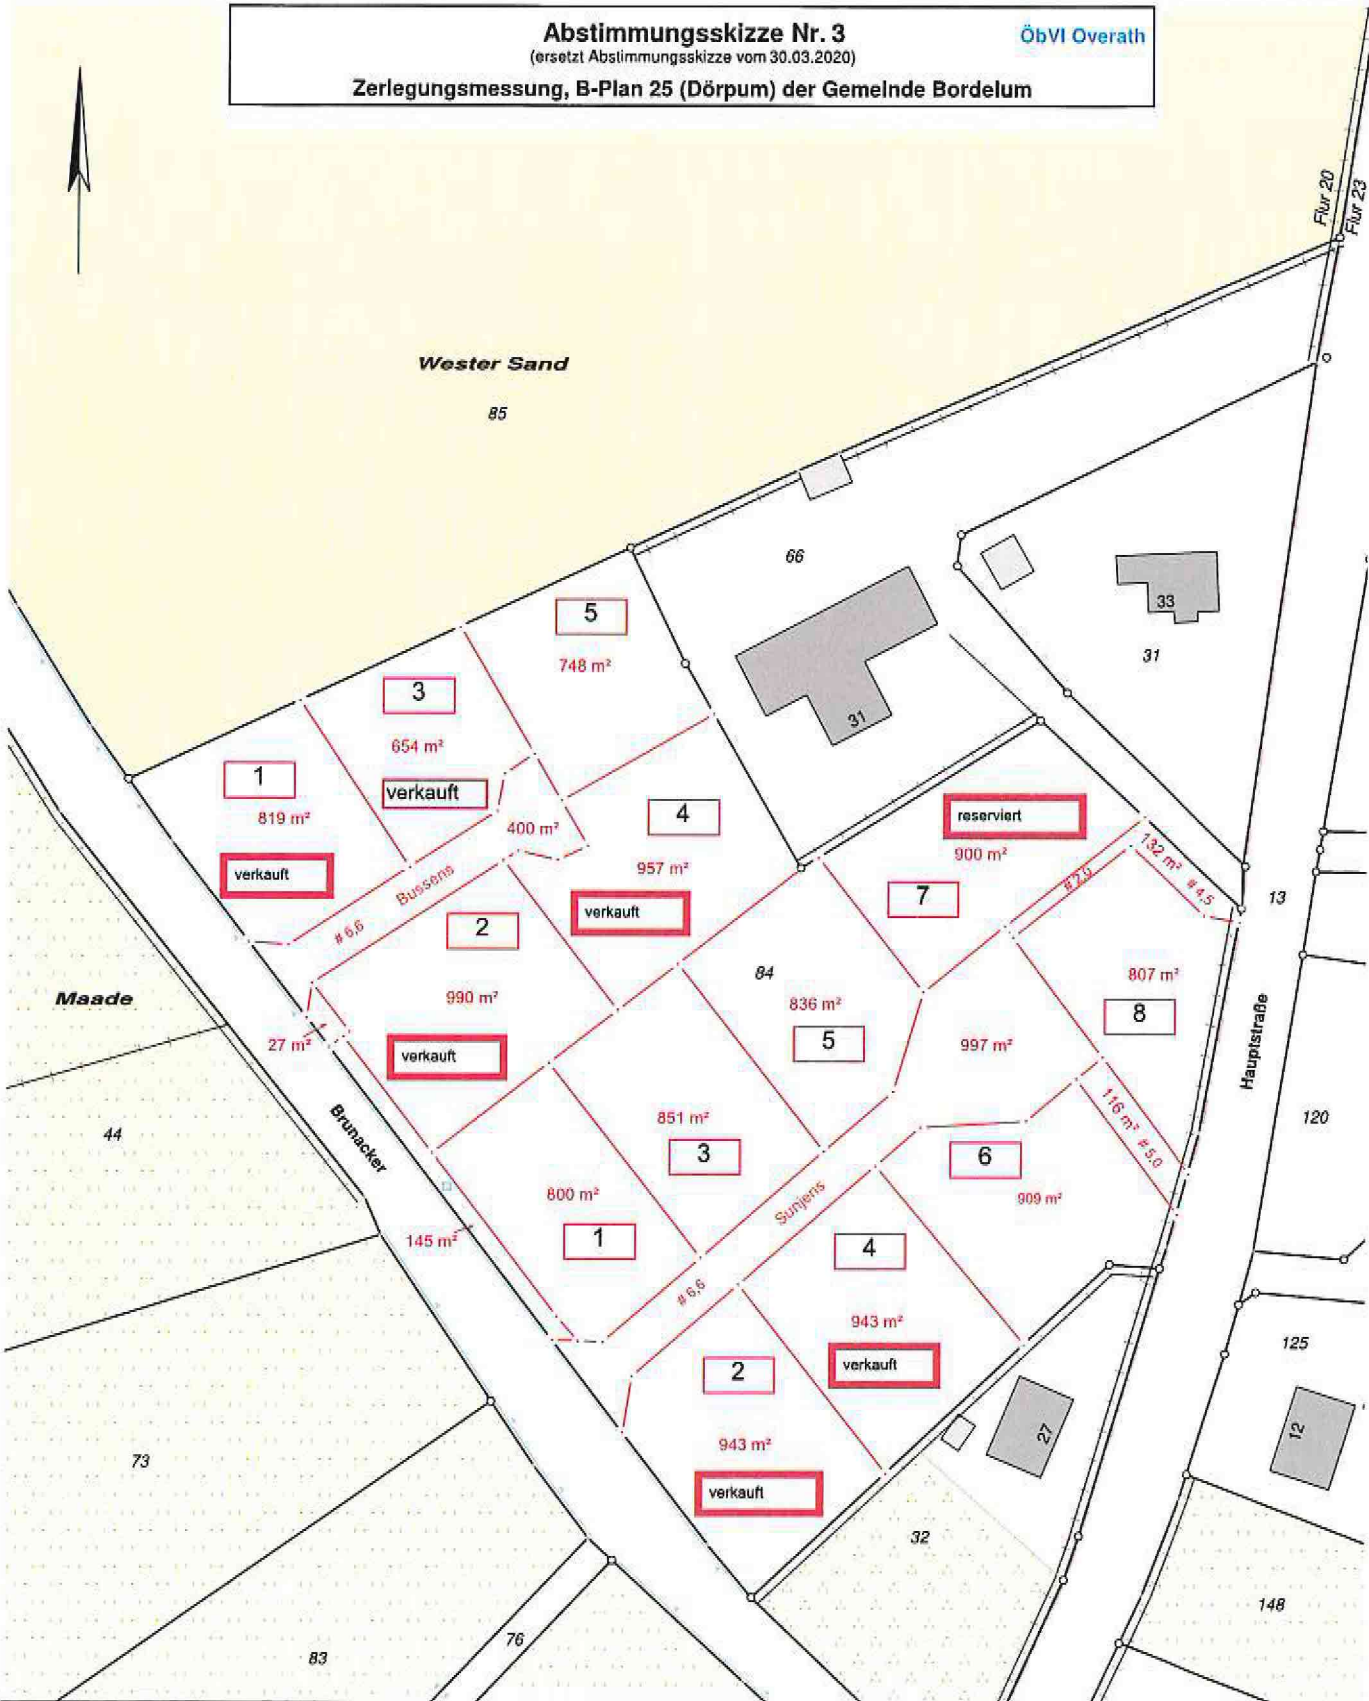 Abstimmungsskizze Nr. 3
ÖbVI Overath
(ersetzt Abstimmungsskizze vom 30.03.2020)
Zerlegungsmessung, B-Plan 25 (Dörpum) der Gemeinde Bordelum
Flur 20
Flur 23
Wester Sand
85
66
31
33
31
5
748 m²
3
654 m²
verkauft
1
819 m²
verkauft
400 m²
4
957 m²
verkauft
Bussens
# 6,6
2
990 m²
verkauft
reserviert
900 m²
7
132 m² # 4,5
# 2,0
13
84
836 m²
5
807 m²
8
997 m²
Maade
27 m²
Hauptstraße
Brunacker
44
851 m²
3
116 m² # 5,0
120
6
909 m²
800 m²
1
Sunjens
145 m²
4
# 6,6
943 m²
verkauft
2
943 m²
verkauft
125
27
12
73
32
148
76
83